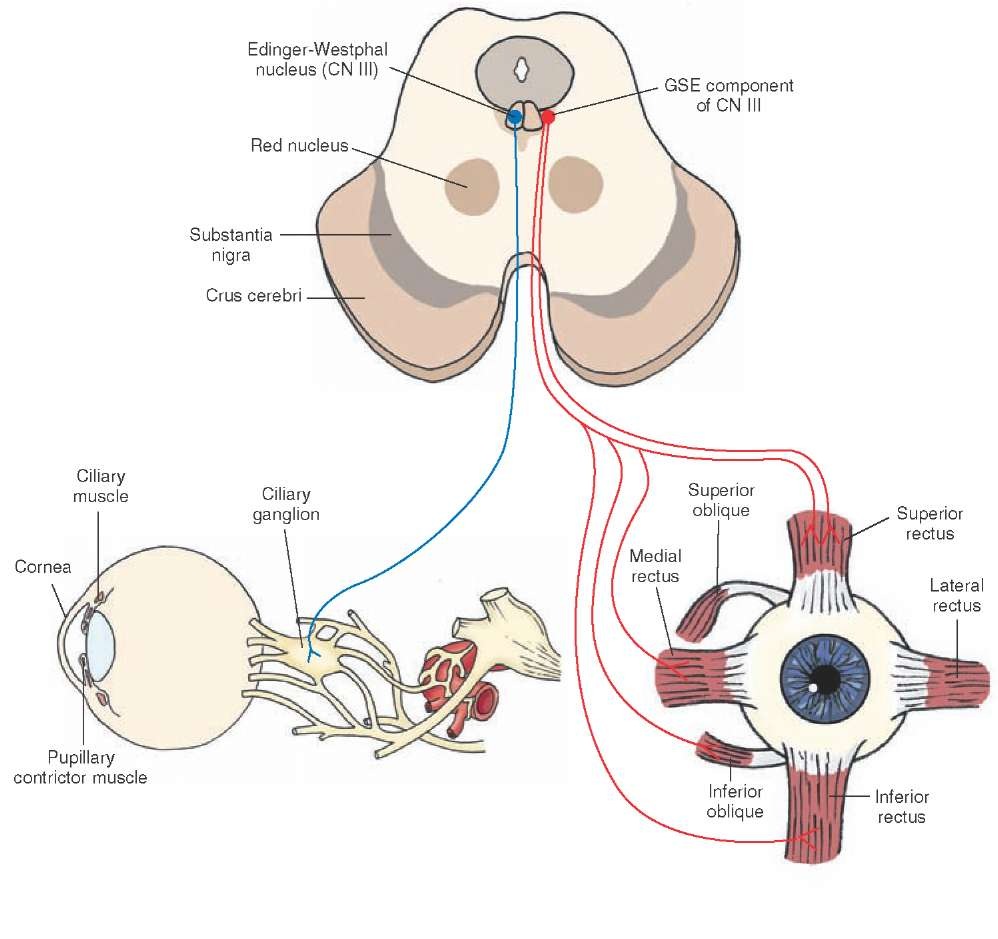 Edinger-Westphal
nucleus (CN III)
GSE component
of CN III
Red nucleus
Substantia
nigra
Crus cerebri
Ciliary
muscle
Ciliary
ganglion
Cornea
Pupillary
contrictor muscle
Superior
oblique
Superior
rectus
Medial
rectus
Lateral
rectus
Inferior
oblique
Inferior
rectus